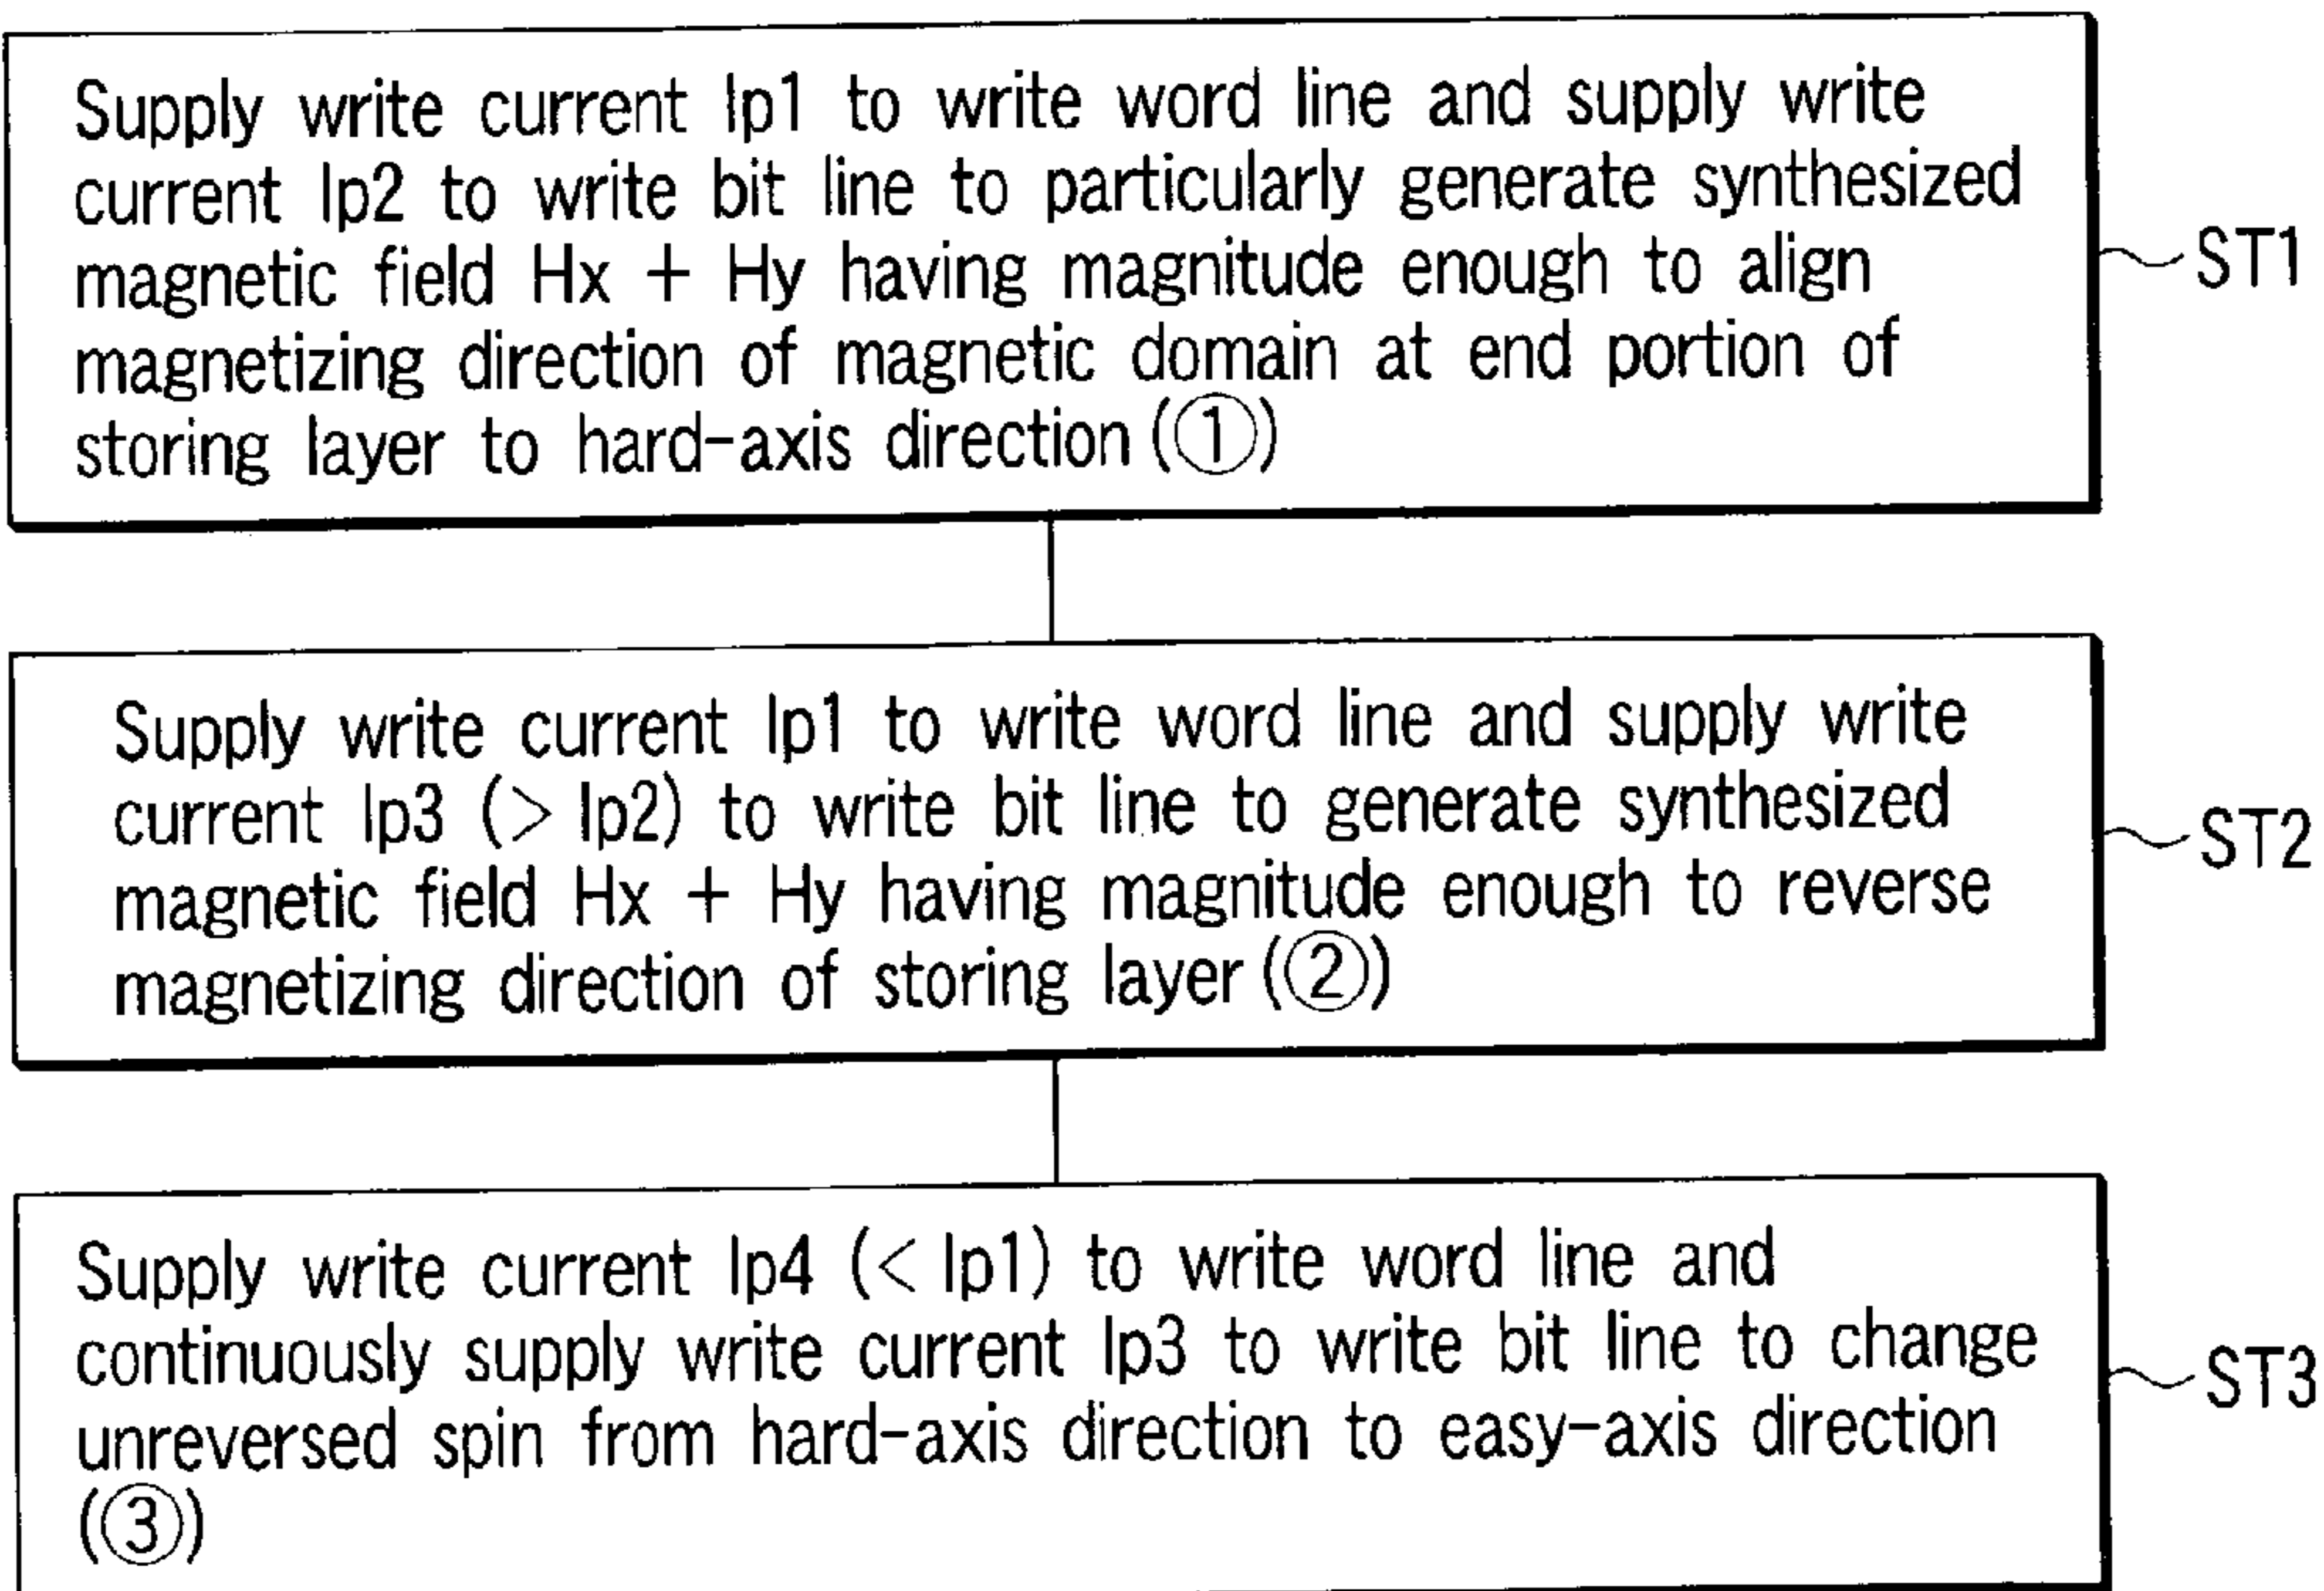 Supply write current Ip1 to write word line and supply write
current Ip2 to write bit line to particularly generate synthesized
magnetic field Hx + Hy having magnitude enough to align
magnetizing direction of magnetic domain at end portion of
storing layer to hard-axis direction (①)
ST1
Supply write current Ip1 to write word line and supply write
current Ip3 (> Ip2) to write bit line to generate synthesized
magnetic field Hx + Hy having magnitude enough to reverse
magnetizing direction of storing layer (②)
ST2
Supply write current Ip4 (< Ip1) to write word line and
continuously supply write current Ip3 to write bit line to change
unreversed spin from hard-axis direction to easy-axis direction
(③)
ST3